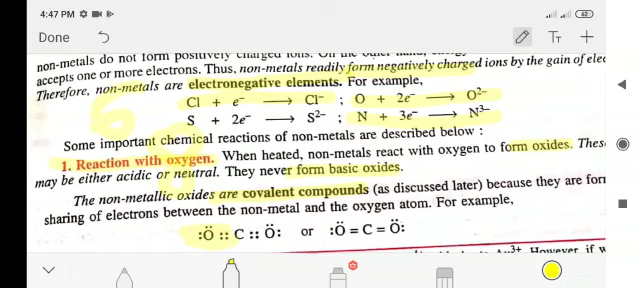 4:47 PM
62
Done
non-metals do not form positively charged ions. On the other hand,
accepts one or more electrons. Thus, non-metals readily form negatively charged ions by the gain of elec
Therefore, non-metals are electronegative elements. For example,
Cl + e⁻ ⟶ Cl⁻ ; O + 2e⁻ ⟶ O²⁻
S + 2e⁻ ⟶ S²⁻ ; N + 3e⁻ ⟶ N³⁻
Some important chemical reactions of non-metals are described below :
1. Reaction with oxygen. When heated, non-metals react with oxygen to form oxides. Thes
may be either acidic or neutral. They never form basic oxides.
The non-metallic oxides are covalent compounds (as discussed later) because they are form
sharing of electrons between the non-metal and the oxygen atom. For example,
:Ö :: C :: Ö: or :Ö = C = Ö:
However if w